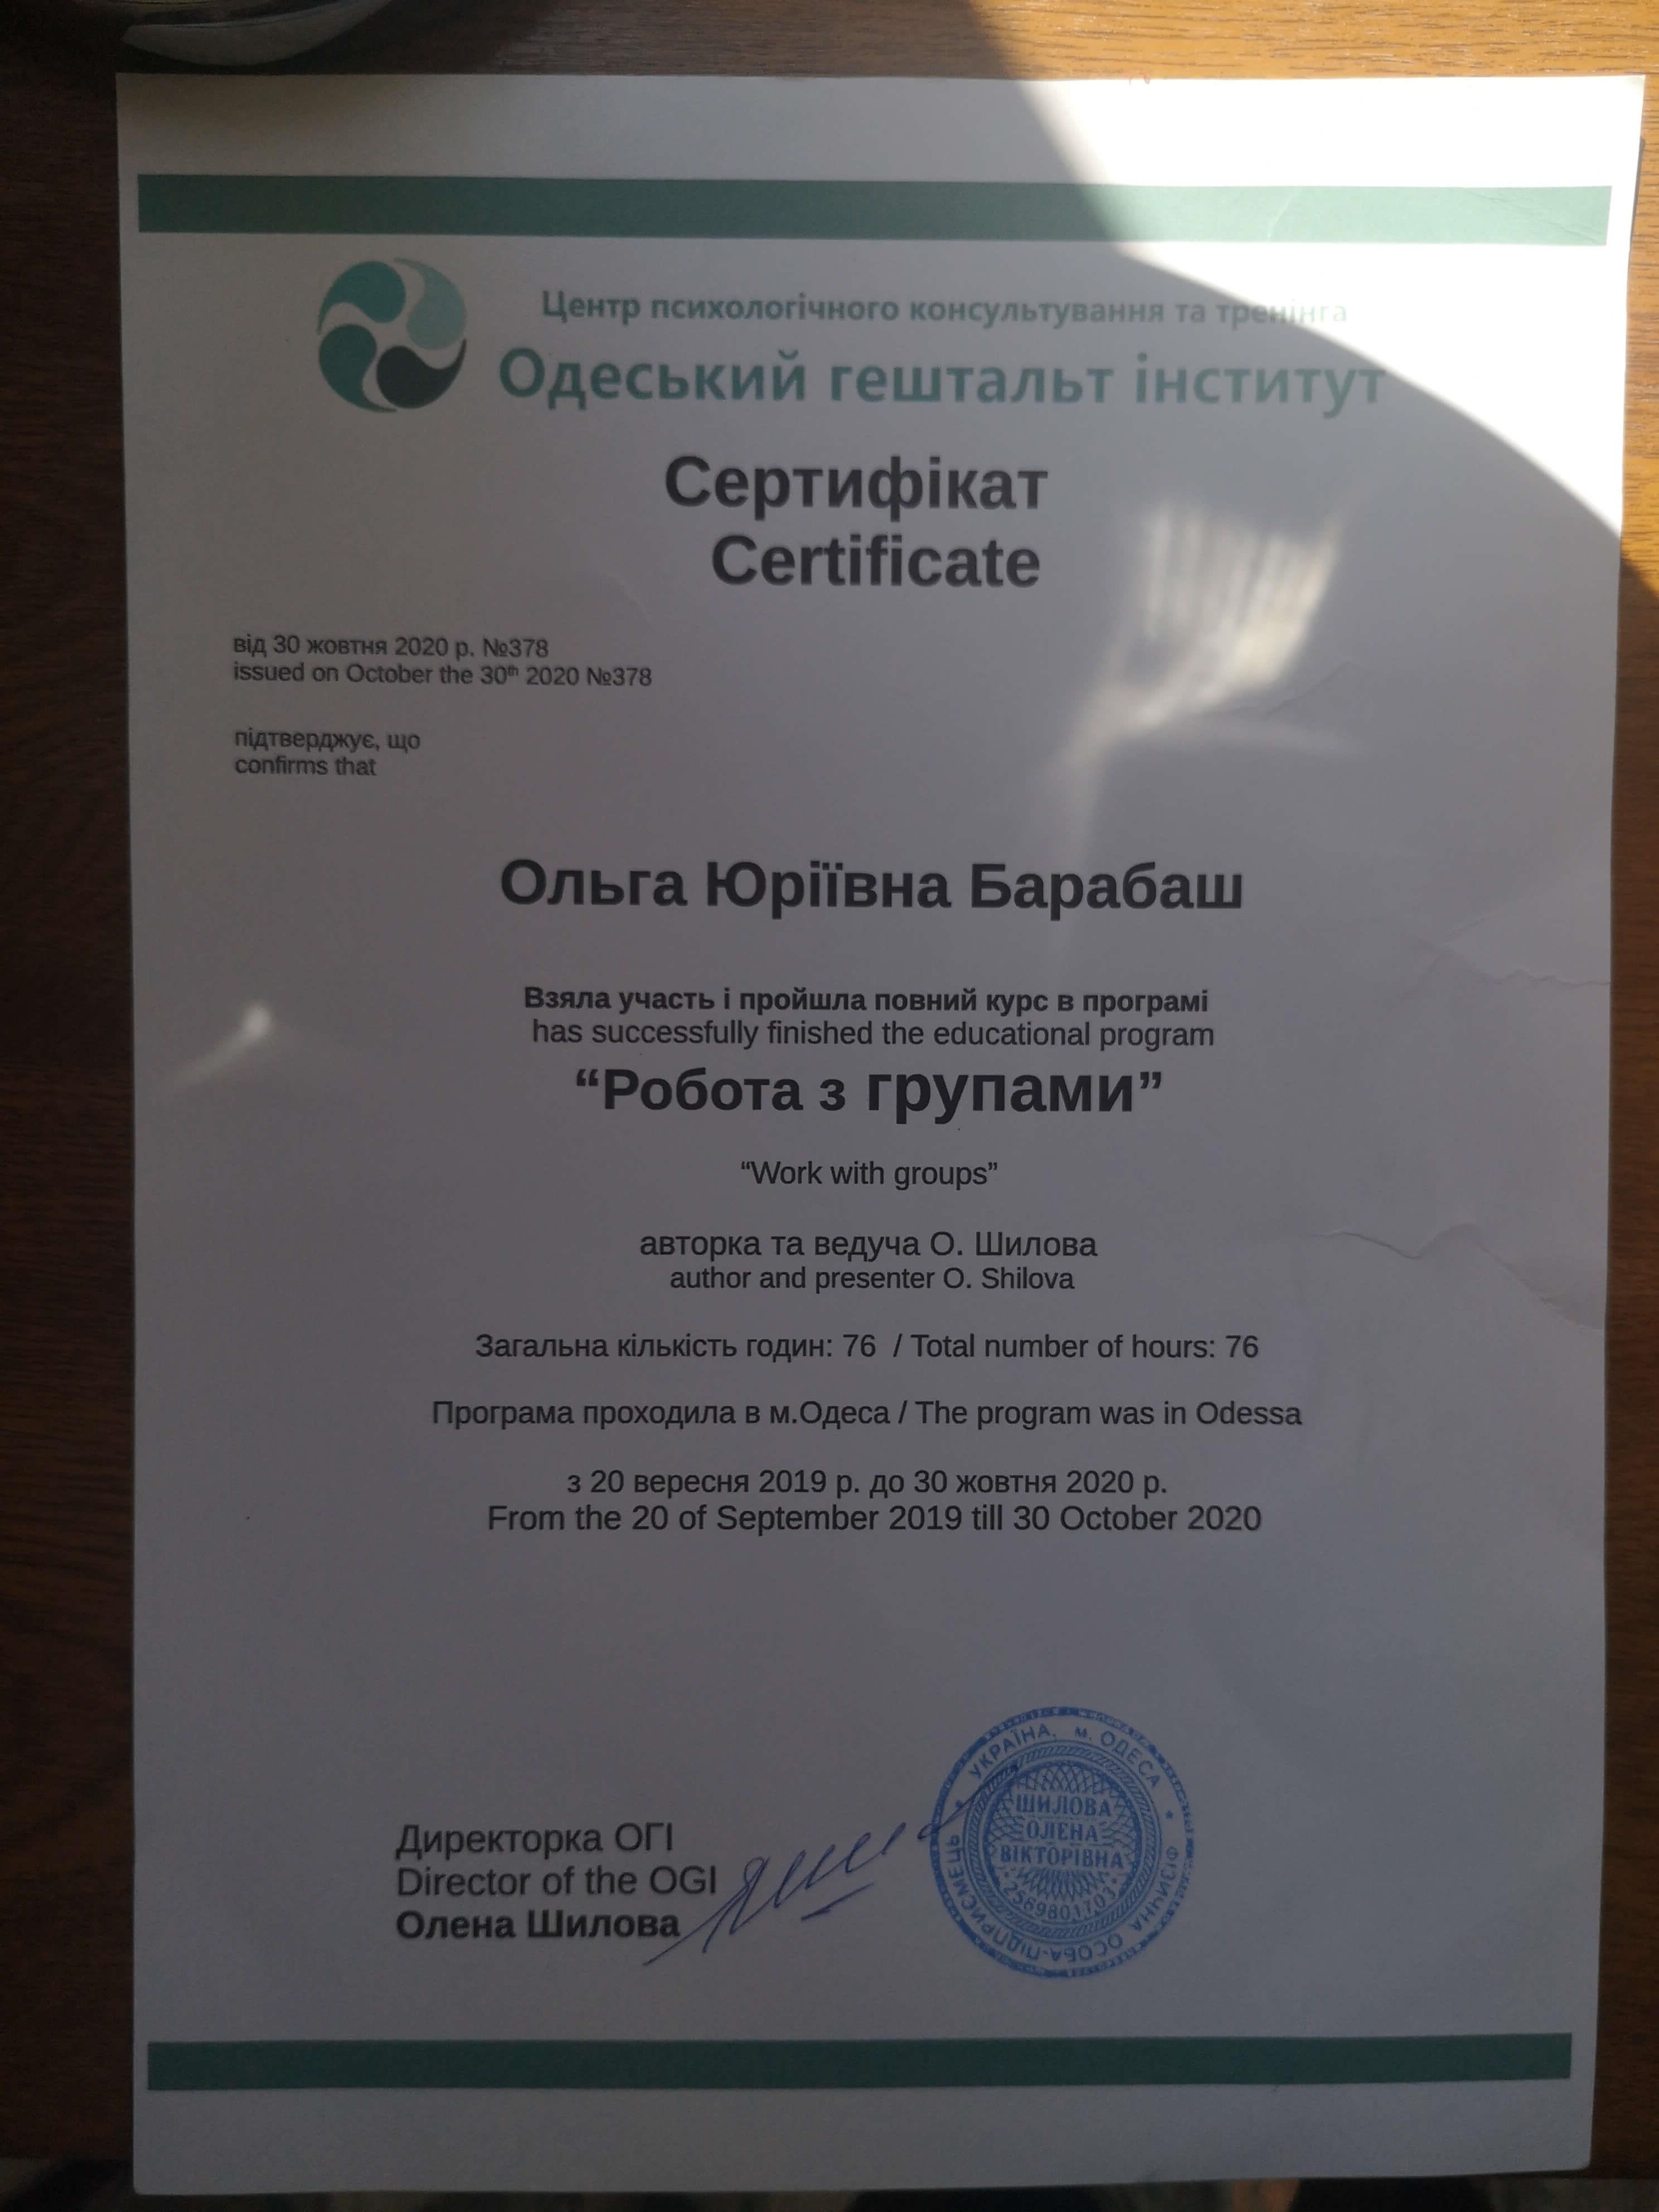 Центр психологічного консультування та тренінга
Одеський гештальт інститут
Сертифікат
Certificate
від 30 жовтня 2020 р. №378
issued on October the 30th 2020 №378
підтверджує, що
confirms that
Ольга Юріївна Барабаш
Взяла участь і пройшла повний курс в програмі
has successfully finished the educational program
“Робота з групами”
“Work with groups”
авторка та ведуча О. Шилова
author and presenter O. Shilova
Загальна кількість годин: 76 / Total number of hours: 76
Програма проходила в м.Одеса / The program was in Odessa
з 20 вересня 2019 р. до 30 жовтня 2020 р.
From the 20 of September 2019 till 30 October 2020
Директорка ОГІ
Director of the OGI
Олена Шилова
УКРАЇНА, м. ОДЕСА * ФІЗИЧНА ОСОБА-ПІДПРИЄМЕЦЬ *
ШИЛОВА
ОЛЕНА
ВІКТОРІВНА
*2569801703*